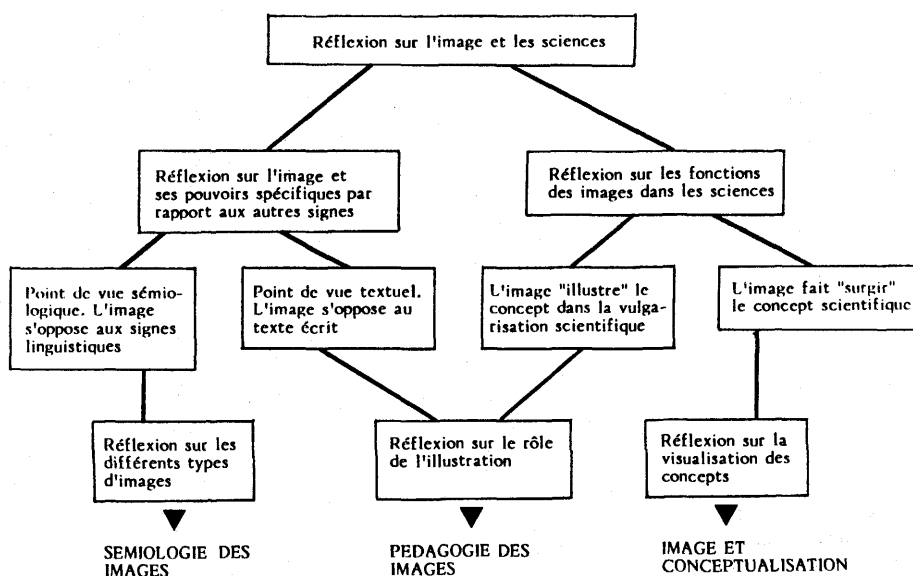 Réflexion sur l'image et les sciences
Réflexion sur l'image et
ses pouvoirs spécifiques par
rapport aux autres signes
Réflexion sur les fonctions
des images dans les sciences
Point de vue sémio-
logique. L'image
s'oppose aux signes
linguistiques
Point de vue textuel.
L'image s'oppose au
texte écrit
L'image "illustre" le
concept dans la vulga-
risation scientifique
L'image fait "surgir"
le concept scientifique
Réflexion sur les
différents types
d'images
Réflexion sur le rôle
de l'illustration
Réflexion sur la
visualisation des
concepts
SEMIOLOGIE DES
IMAGES
PEDAGOGIE DES
IMAGES
IMAGE ET
CONCEPTUALISATION